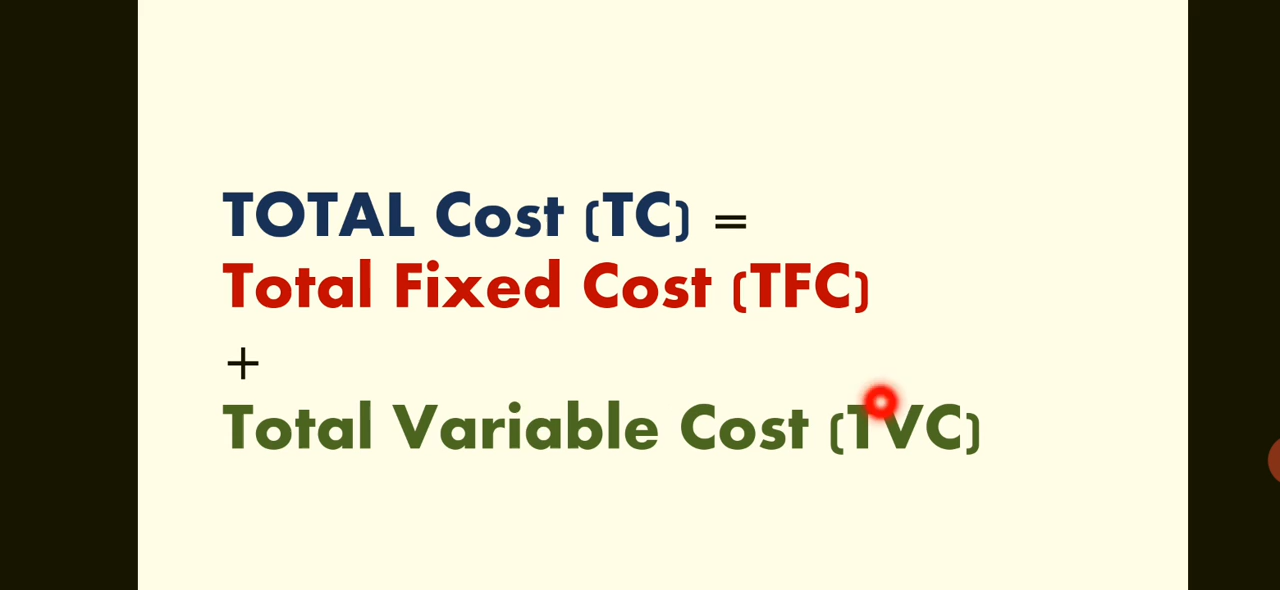 TOTAL Cost (TC) =
Total Fixed Cost (TFC)
+
Total Variable Cost (TVC)